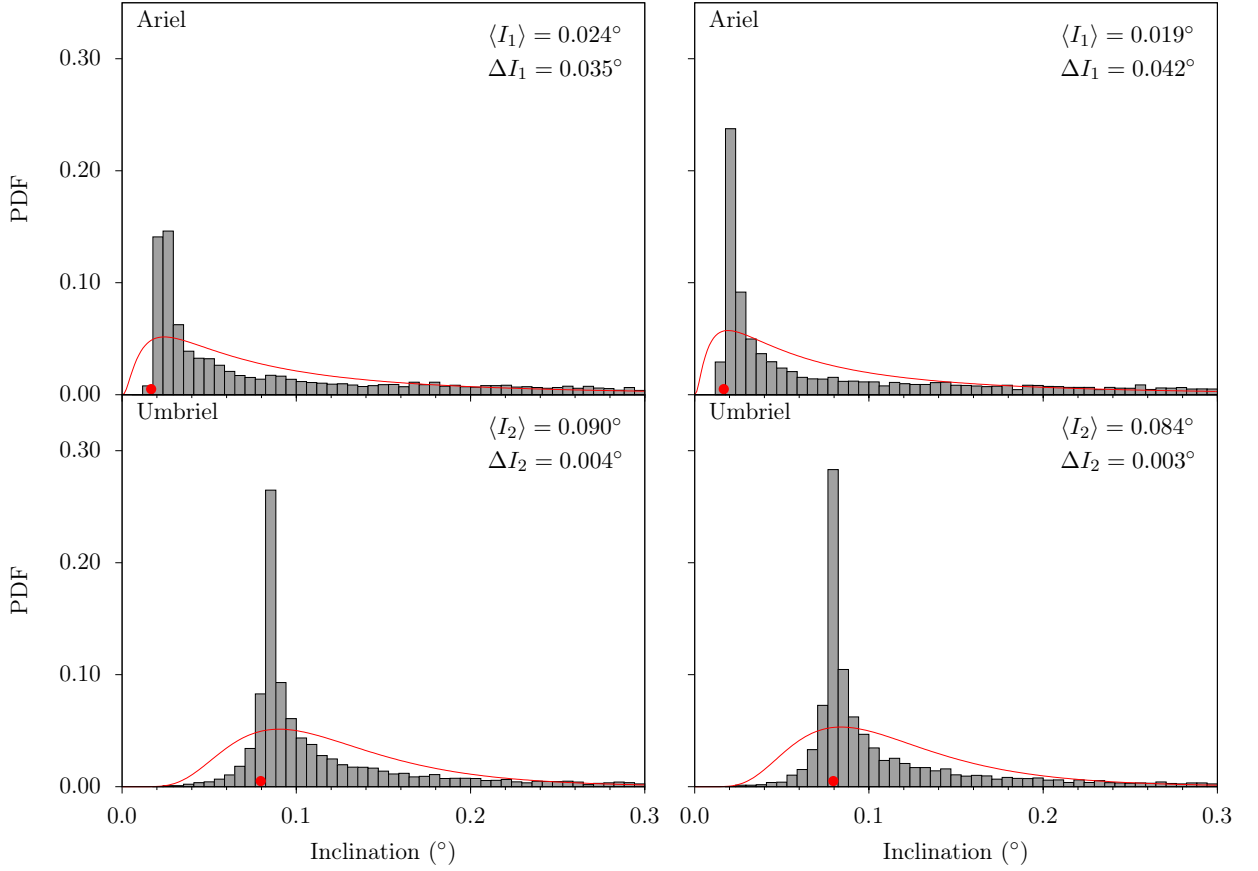 Ariel
⟨I₁⟩ = 0.024°
ΔI₁ = 0.035°
0.30
0.20
0.10
0.00
PDF
Ariel
⟨I₁⟩ = 0.019°
ΔI₁ = 0.042°
Umbriel
⟨I₂⟩ = 0.090°
ΔI₂ = 0.004°
0.30
0.20
0.10
0.00
PDF
0.0 0.1 0.2 0.3
Inclination (°)
Umbriel
⟨I₂⟩ = 0.084°
ΔI₂ = 0.003°
0.0 0.1 0.2 0.3
Inclination (°)